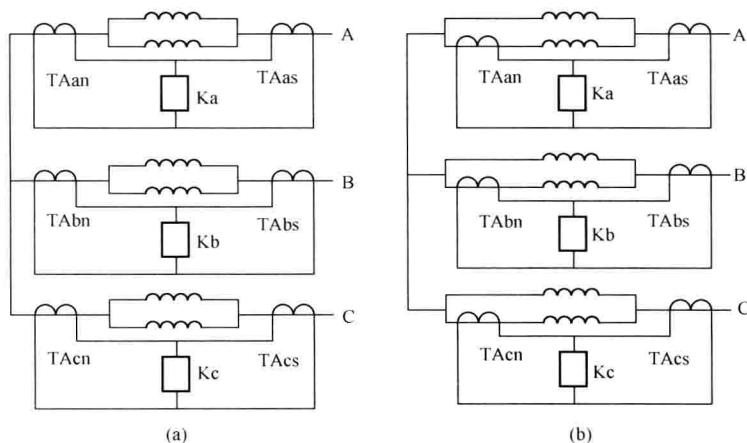 A
TAan
TAas
Ka
B
TAbn
TAbs
Kb
C
TAcn
TAcs
Kc
(a)
A
TAan
TAas
Ka
B
TAbn
TAbs
Kb
C
TAcn
TAcs
Kc
(b)